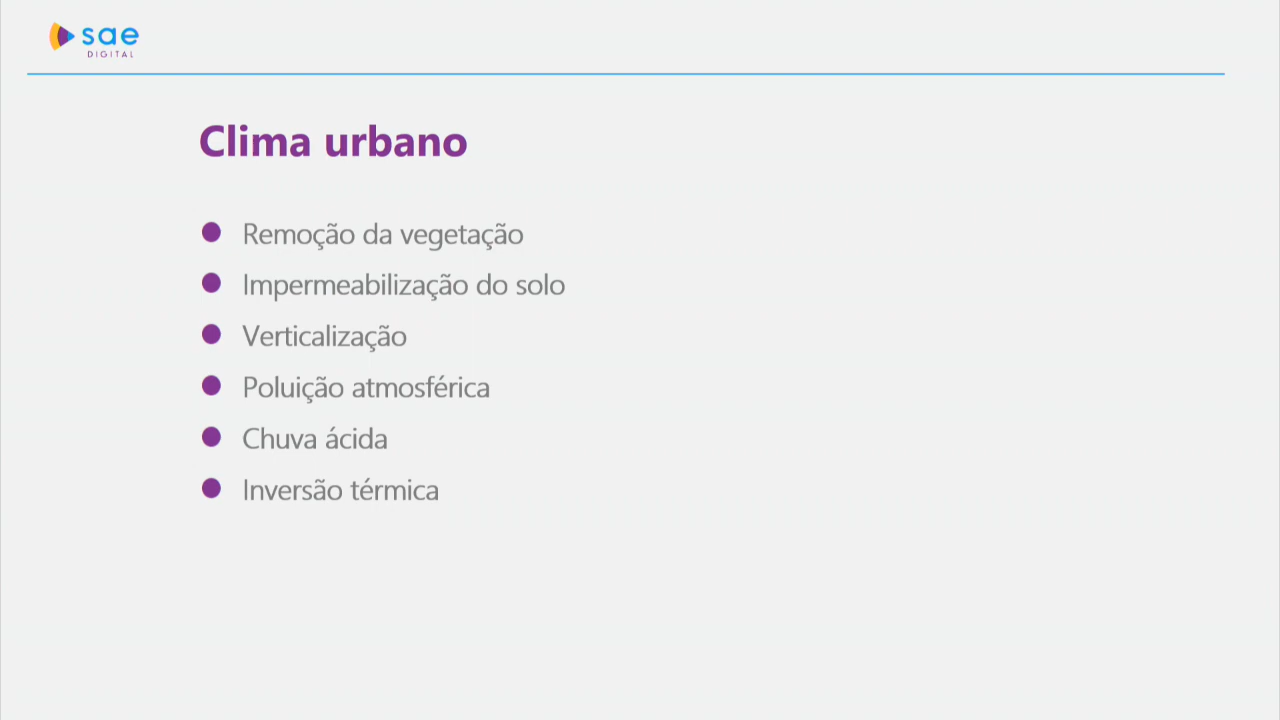 sae
DIGITAL
Clima urbano
Remoção da vegetação
Impermeabilização do solo
Verticalização
Poluição atmosférica
Chuva ácida
Inversão térmica